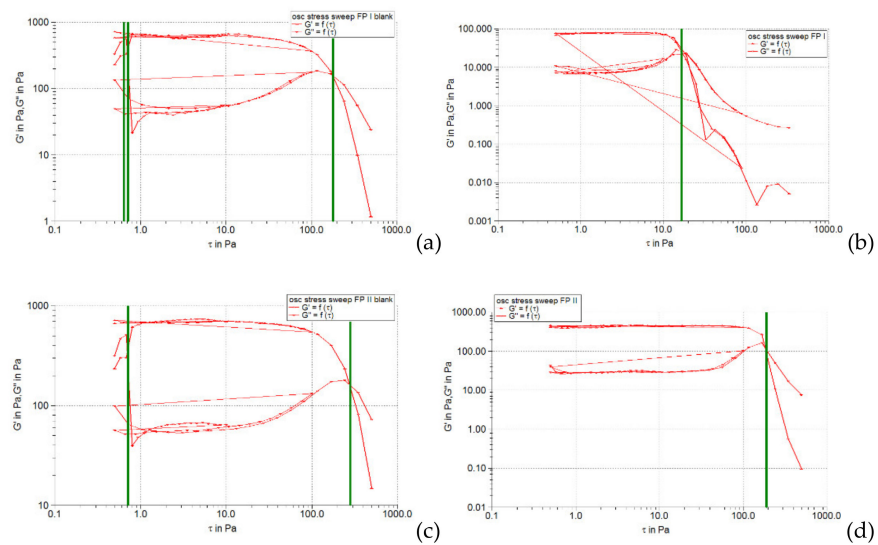 osc stress sweep FP I blank
G' = f (τ)
G'' = f (τ)
1000
100
10
1
G' in Pa,G'' in Pa
0.1
1.0
10.0
100.0
1000.0
τ in Pa
(a)
osc stress sweep FP I
G' = f (τ)
G'' = f (τ)
100.000
10.000
1.000
0.100
0.010
0.001
G' in Pa,G'' in Pa
0.1
1.0
10.0
100.0
1000.0
τ in Pa
(b)
osc stress sweep FP II blank
G' = f (τ)
G'' = f (τ)
1000
100
10
G' in Pa,G'' in Pa
0.1
1.0
10.0
100.0
1000.0
τ in Pa
(c)
osc stress sweep FP II
G' = f (τ)
G'' = f (τ)
1000.00
100.00
100.00
1.00
0.10
0.01
G' in Pa,G'' in Pa
0.1
1.0
10.0
100.0
1000.0
τ in Pa
(d)